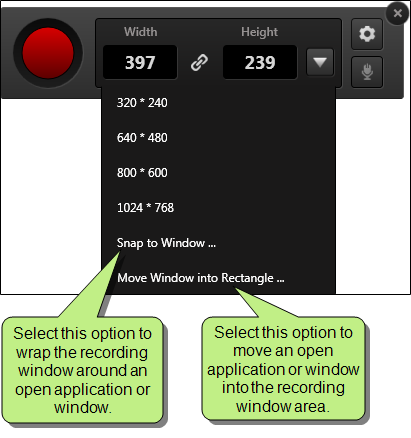 Width Height
397 239
320 * 240
640 * 480
800 * 600
1024 * 768
Snap to Window ...
Move Window into Rectangle ...
Select this option to
wrap the recording
window around an
open application or
window.
Select this option to
move an open
application or window
into the recording
window area.